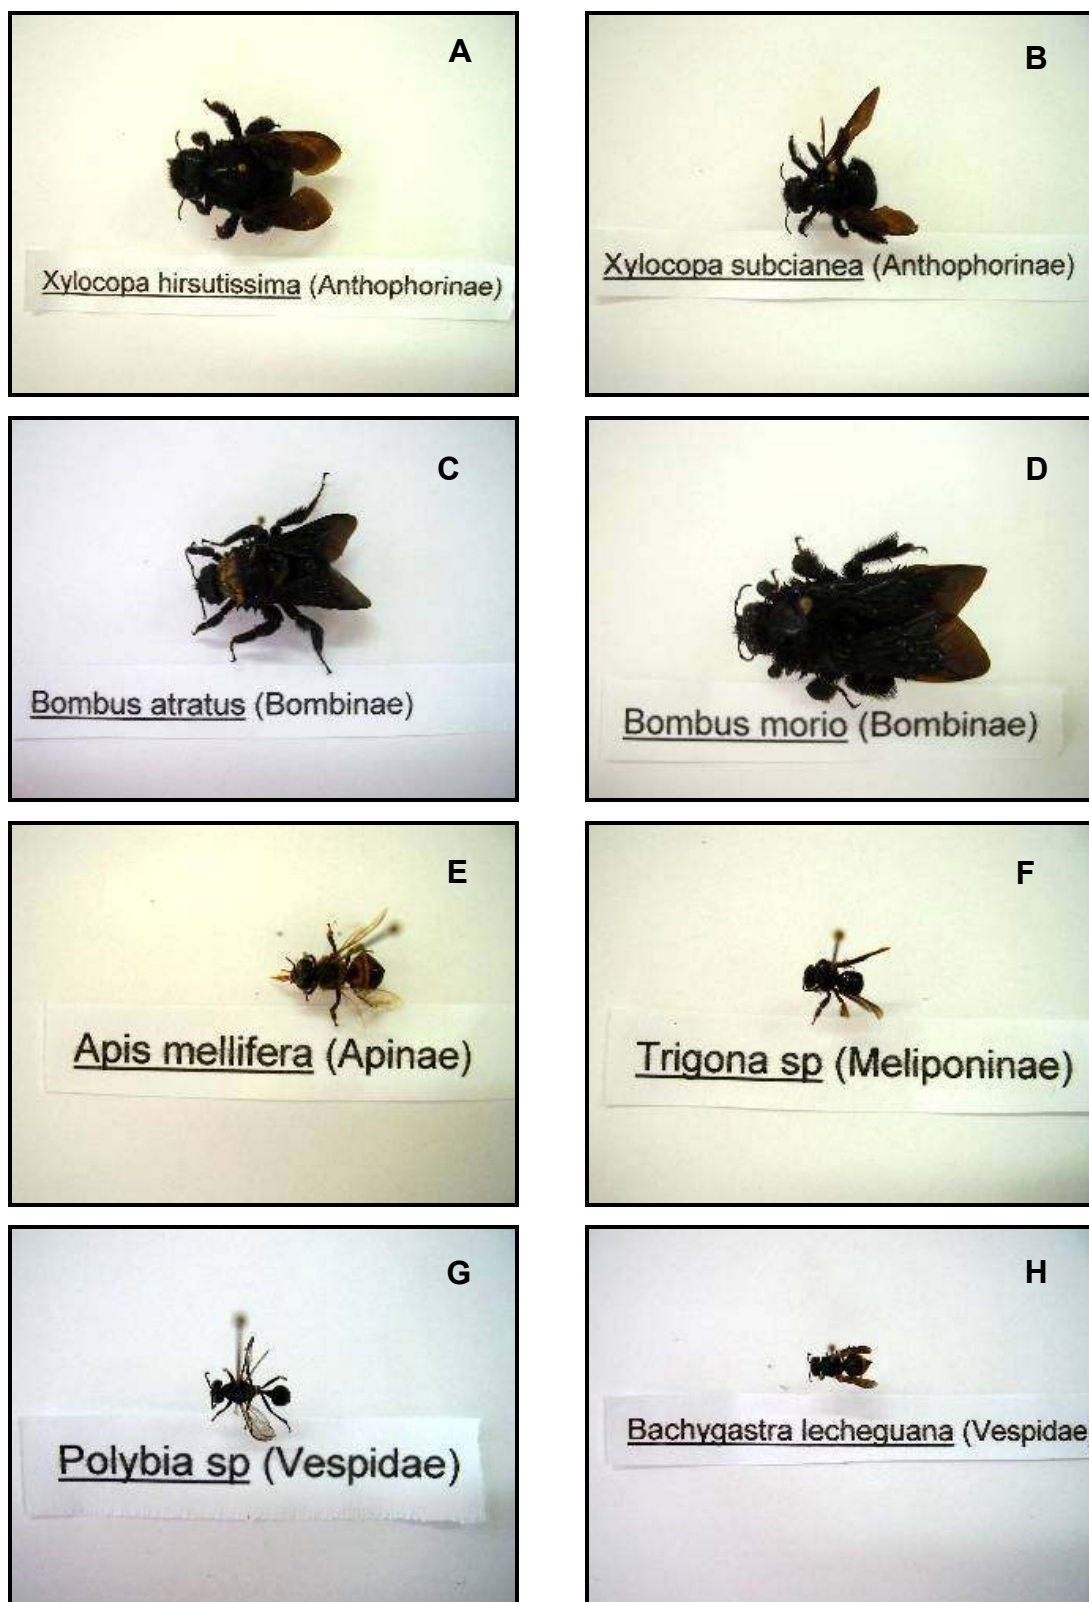 A
Xylocopa hirsutissima (Anthophorinae)
B
Xylocopa subcianea (Anthophorinae)
C
Bombus atratus (Bombinae)
D
Bombus morio (Bombinae)
E
Apis mellifera (Apinae)
F
Trigona sp (Meliponinae)
G
Polybia sp (Vespidae)
H
Bachygastra lecheguana (Vespidae